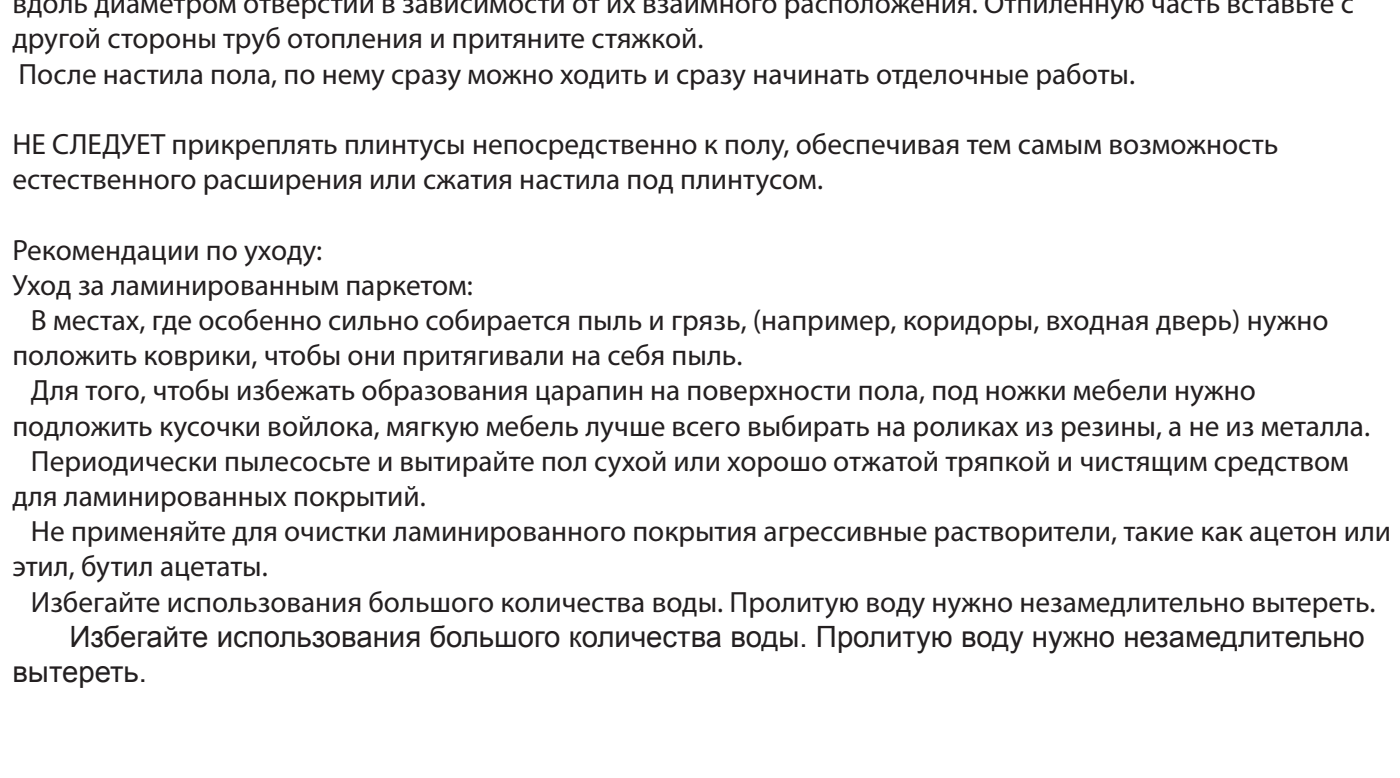 вдоль диаметром отверстий в зависимости от их взаимного расположения. Отпиленную часть вставьте с
другой стороны труб отопления и притяните стяжкой.
После настила пола, по нему сразу можно ходить и сразу начинать отделочные работы.
НЕ СЛЕДУЕТ прикреплять плинтусы непосредственно к полу, обеспечивая тем самым возможность
естественного расширения или сжатия настила под плинтусом.
Рекомендации по уходу:
Уход за ламинированным паркетом:
В местах, где особенно сильно собирается пыль и грязь, (например, коридоры, входная дверь) нужно
положить коврики, чтобы они притягивали на себя пыль.
Для того, чтобы избежать образования царапин на поверхности пола, под ножки мебели нужно
подложить кусочки войлока, мягкую мебель лучше всего выбирать на роликах из резины, а не из металла.
Периодически пылесосьте и вытирайте пол сухой или хорошо отжатой тряпкой и чистящим средством
для ламинированных покрытий.
Не применяйте для очистки ламинированного покрытия агрессивные растворители, такие как ацетон или
этил, бутил ацетаты.
Избегайте использования большого количества воды. Пролитую воду нужно незамедлительно вытереть.
Избегайте использования большого количества воды. Пролитую воду нужно незамедлительно
вытереть.